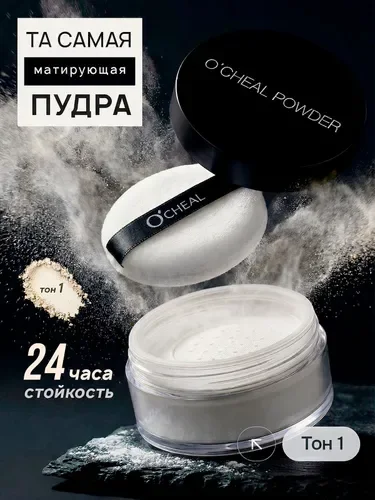 ТА САМАЯ
матирующая
ПУДРА
O'CHEAL POWDER
O'CHEAL
тон 1
24 часа
стойкость
Тон 1